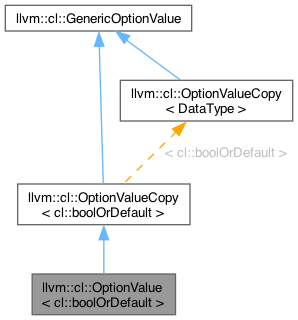 llvm::cl::GenericOptionValue
llvm::cl::OptionValueCopy
< DataType >
< cl::boolOrDefault >
llvm::cl::OptionValueCopy
< cl::boolOrDefault >
llvm::cl::OptionValue
< cl::boolOrDefault >